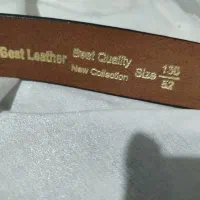 Best Leather
Best Quality
New Collection
Size 130
52